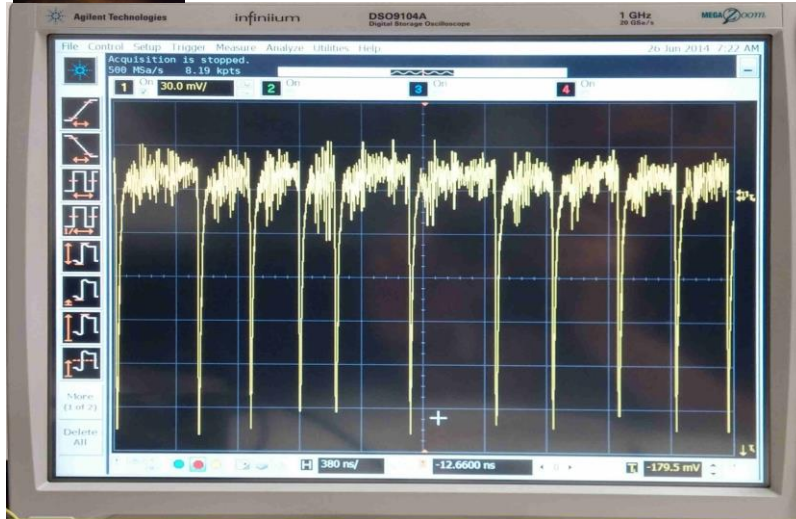 Agilent Technologies infiniium DSO9104A 1 GHz MEGA Zoom
Digital Storage Oscilloscope 20 GSa/s
File Control Setup Trigger Measure Analyze Utilities Help 26 Jun 2014 7:22 AM
Acquisition is stopped.
500 MSa/s 8.19 kpts
1 On 30.0 mV/ 2 On 3 On 4 On
More
(1 of 2)
Delete
All
H 380 ns/ -12.6600 ns 0 T -179.5 mV